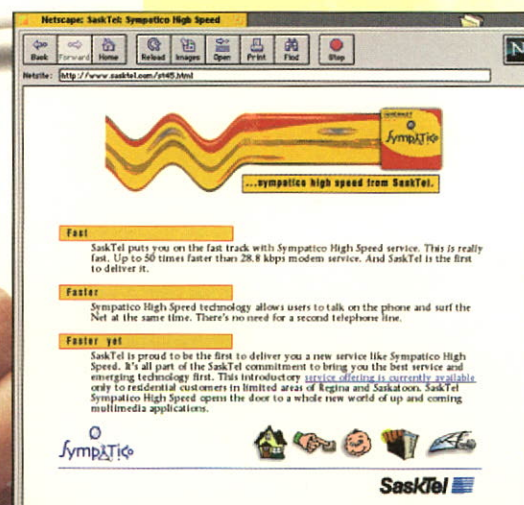 Netscape: SaskTel: Sympatico High Speed
Back Forward Home Reload Images Open Print Find Stop
N
Netsite: http://www.sasktel.com/st45.html
sympatico
...sympatico high speed from SaskTel.
Fast
SaskTel puts you on the fast track with Sympatico High Speed service. This is really
fast. Up to 50 times faster than 28.8 kbps modem service. And SaskTel is the first
to deliver it.
Faster
Sympatico High Speed technology allows users to talk on the phone and surf the
Net at the same time. There's no need for a second telephone line.
Faster yet
SaskTel is proud to be the first to deliver you a new service like Sympatico High
Speed. It's all part of the SaskTel commitment to bring you the best service and
emerging technology first. This introductory service offering is currently available
only to residential customers in limited areas of Regina and Saskatoon. SaskTel
Sympatico High Speed opens the door to a whole new world of up and coming
multimedia applications.
sympatico
SaskTel